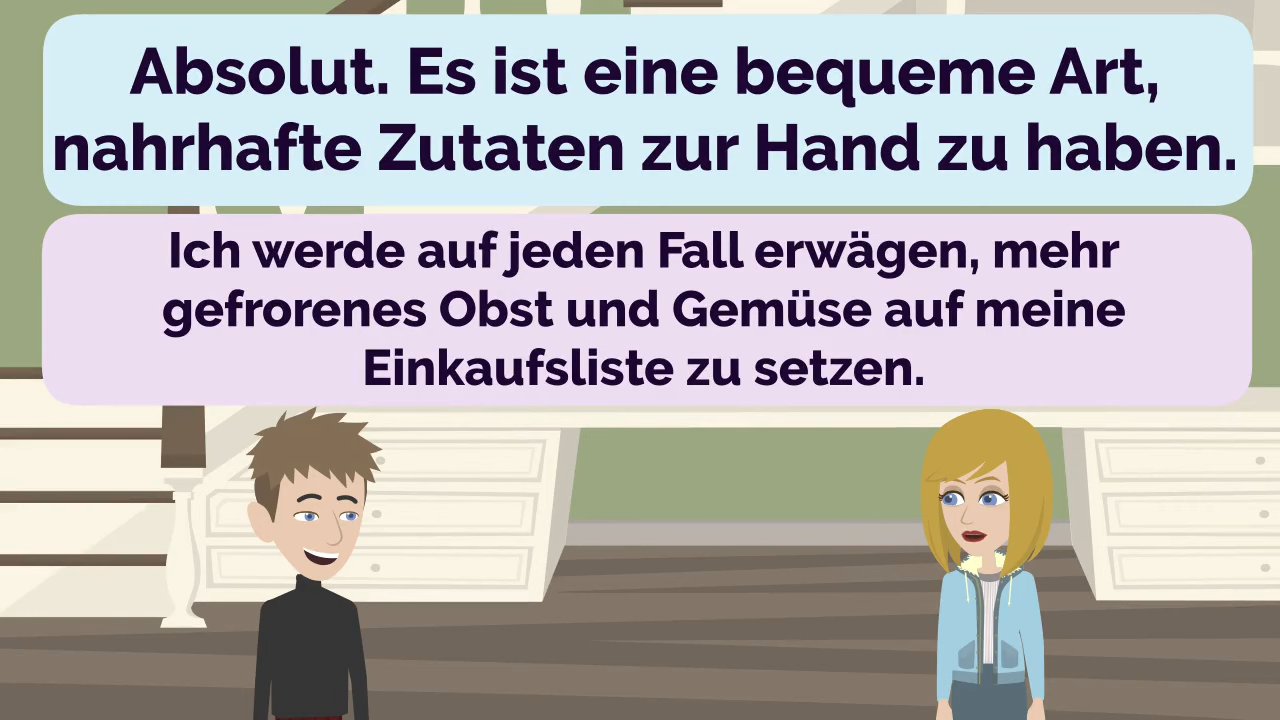 Absolut. Es ist eine bequeme Art,
nahrhafte Zutaten zur Hand zu haben.
Ich werde auf jeden Fall erwägen, mehr
gefrorenes Obst und Gemüse auf meine
Einkaufsliste zu setzen.